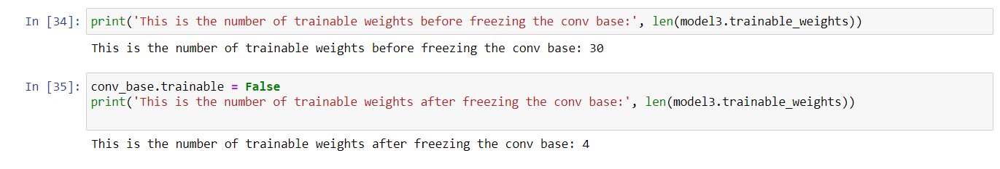 In [34]: print('This is the number of trainable weights before freezing the conv base:', len(model3.trainable_weights))
This is the number of trainable weights before freezing the conv base: 30
In [35]: conv_base.trainable = False
print('This is the number of trainable weights after freezing the conv base:', len(model3.trainable_weights))
This is the number of trainable weights after freezing the conv base: 4